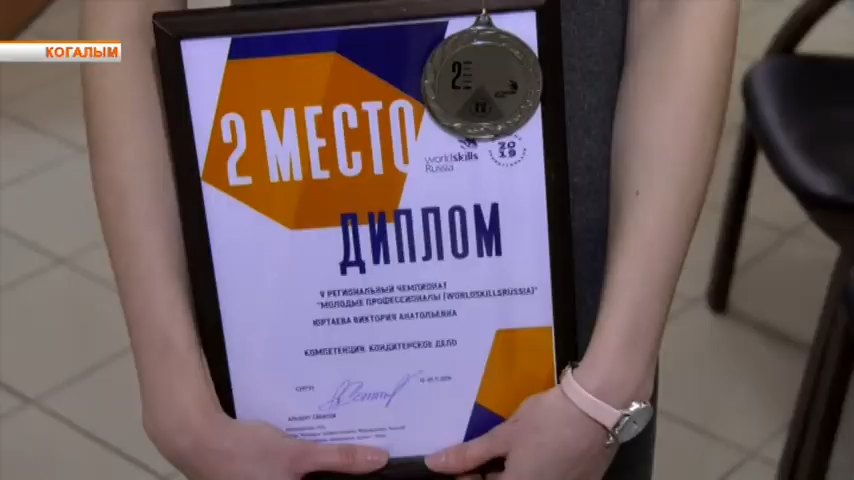 КОГАЛЫМ
2
2 МЕСТО
worldskills
Russia
2019
ДИПЛОМ
V РЕГИОНАЛЬНЫЙ ЧЕМПИОНАТ
"МОЛОДЫЕ ПРОФЕССИОНАЛЫ (WORLDSKILLSRUSSIA)"
ЮРТАЕВА ВИКТОРИЯ АНАТОЛЬЕВНА
КОМПЕТЕНЦИЯ: КОНДИТЕРСКОЕ ДЕЛО
СУРГУТ